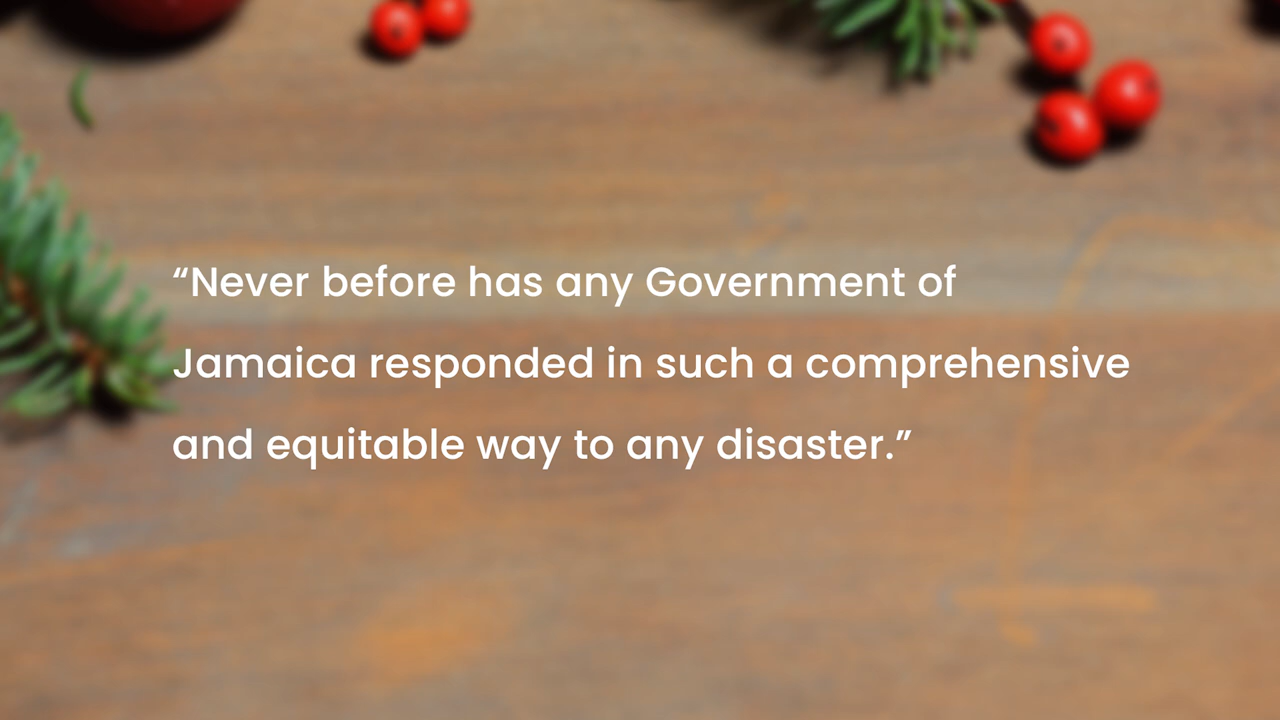 “Never before has any Government of
Jamaica responded in such a comprehensive
and equitable way to any disaster.”